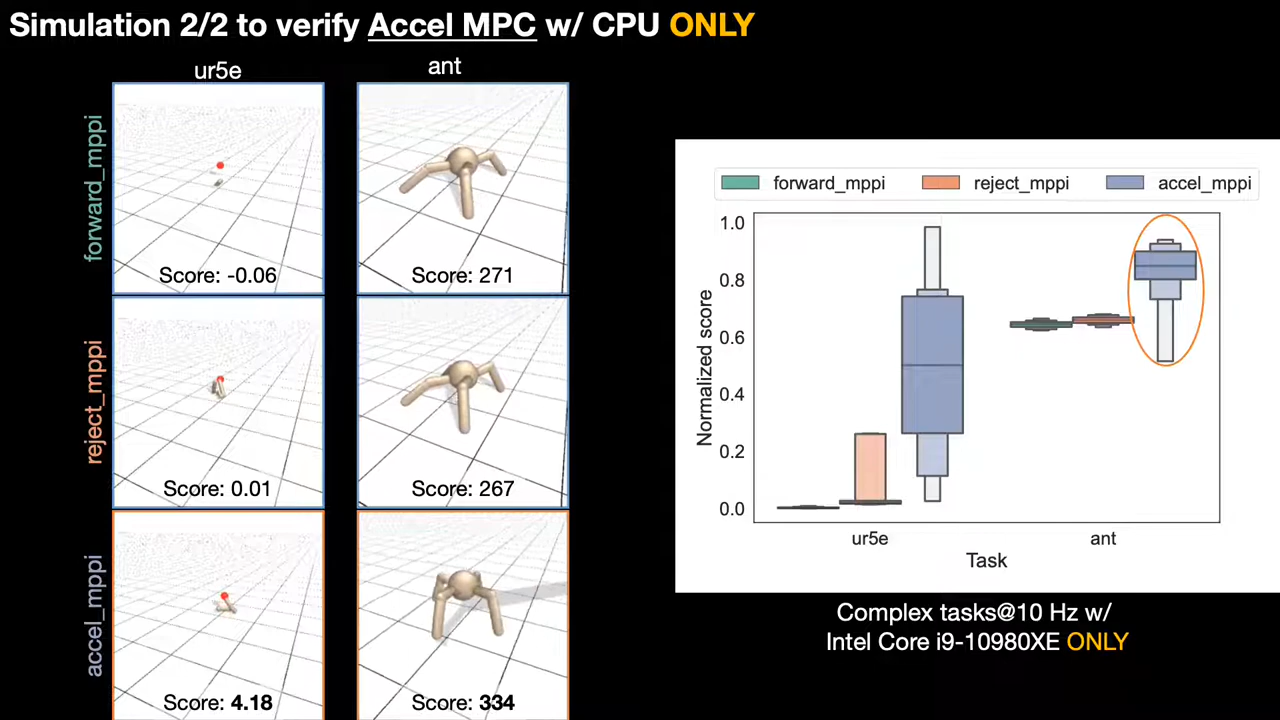 Simulation 2/2 to verify Accel MPC w/ CPU ONLY
ur5e
ant
forward_mppi
Score: -0.06
Score: 271
reject_mppi
Score: 0.01
Score: 267
accel_mppi
Score: 4.18
Score: 334
forward_mppi
reject_mppi
accel_mppi
Normalized score
1.0
0.8
0.6
0.4
0.2
0.0
ur5e
ant
Task
Complex tasks@10 Hz w/
Intel Core i9-10980XE ONLY